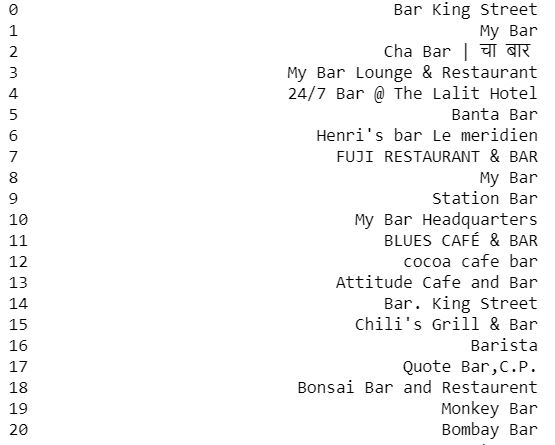 0 Bar King Street
1 My Bar
2 Cha Bar | चा बार
3 My Bar Lounge & Restaurant
4 24/7 Bar @ The Lalit Hotel
5 Banta Bar
6 Henri's bar Le meridien
7 FUJI RESTAURANT & BAR
8 My Bar
9 Station Bar
10 My Bar Headquarters
11 BLUES CAFÉ & BAR
12 cocoa cafe bar
13 Attitude Cafe and Bar
14 Bar. King Street
15 Chili's Grill & Bar
16 Barista
17 Quote Bar,C.P.
18 Bonsai Bar and Restaurent
19 Monkey Bar
20 Bombay Bar